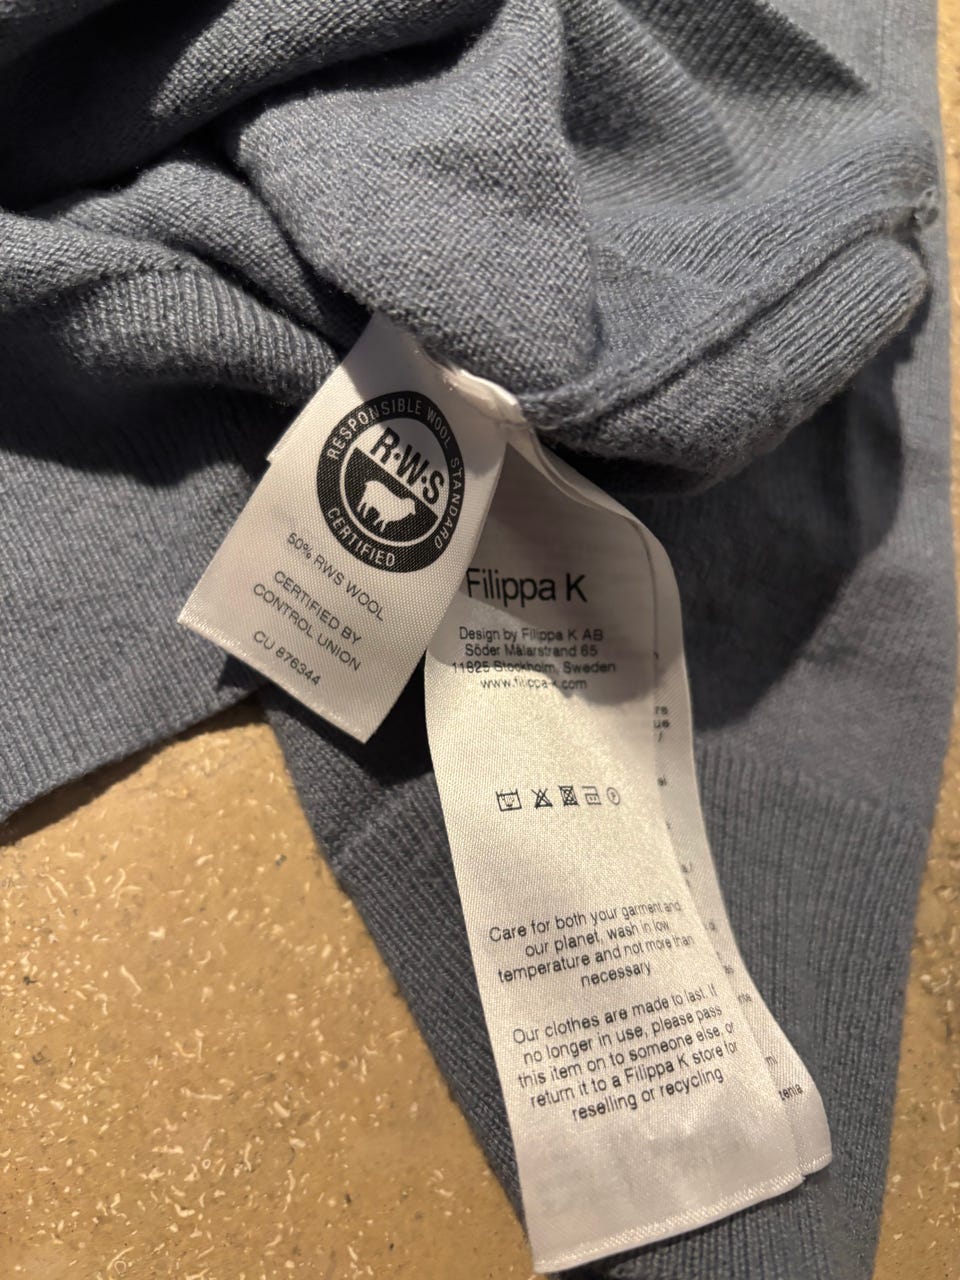 RESPONSIBLE WOOL STANDARD
R·W·S
CERTIFIED
50% RWS WOOL
CERTIFIED BY
CONTROL UNION
CU 876344
Filippa K
Design by Filippa K AB
Söder Mälarstrand 65
11825 Stockholm, Sweden
www.filippa-k.com
Care for both your garment and
our planet, wash in low
temperature and not more than
necessary
Our clothes are made to last. If
no longer in use, please pass
this item on to someone else, or
return it to a Filippa K store for
reselling or recycling